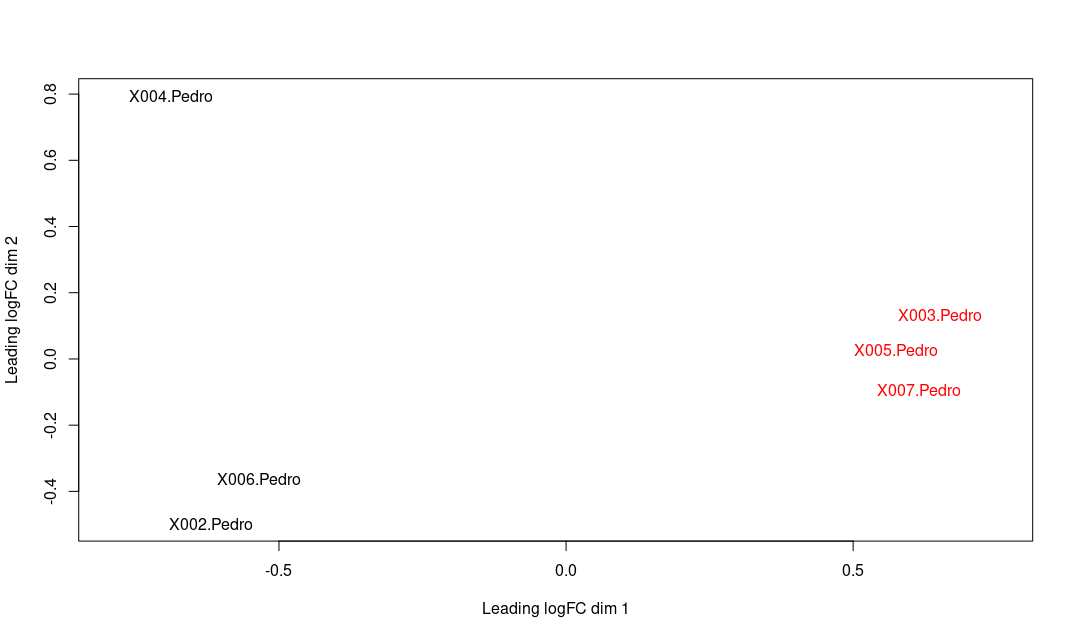 X004.Pedro
X003.Pedro
X005.Pedro
X007.Pedro
X006.Pedro
X002.Pedro
0.8
0.6
0.4
0.2
0.0
-0.2
-0.4
Leading logFC dim 2
-0.5 0.0 0.5
Leading logFC dim 1